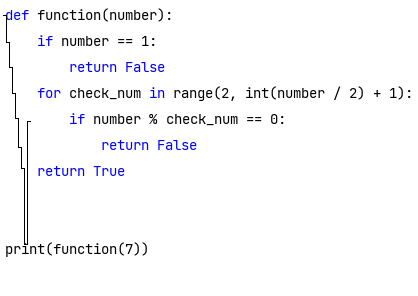 def function(number):
    if number == 1:
        return False
    for check_num in range(2, int(number / 2) + 1):
        if number % check_num == 0:
            return False
    return True
print(function(7))